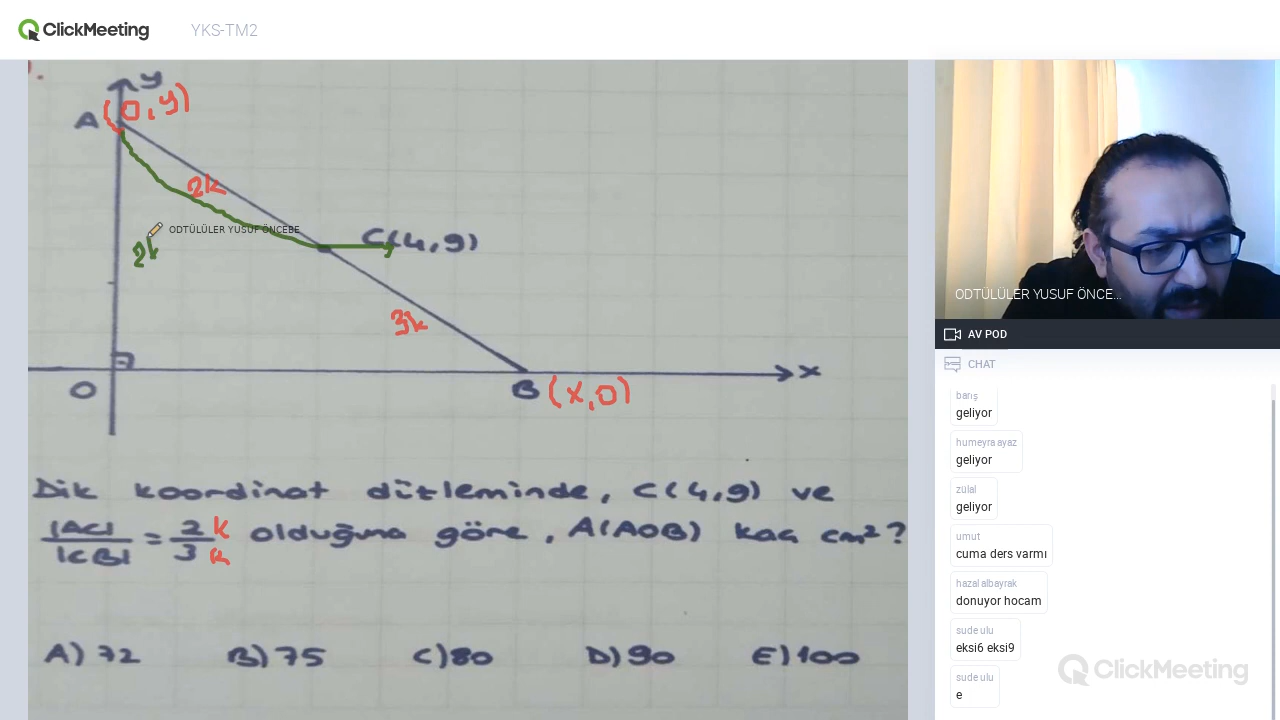 ClickMeeting
YKS-TM2
y
A (0,y)
2k
ODTÜLÜLER YUSUF ÖNCEBE
2k
C(4,9)
3k
x
O
B (x,0)
Dik koordinat düzleminde, C(4,9) ve
|AC|/|CB| = 2/3 k k olduğuna göre, A(AOB) kaç cm²?
A) 72 B) 75 C) 80 D) 90 E) 100
ODTÜLÜLER YUSUF ÖNCE...
AV POD
CHAT
barış
geliyor
humeyra ayaz
geliyor
zülal
geliyor
umut
cuma ders varmı
hazal albayrak
donuyor hocam
sude ulu
eksi6 eksi9
sude ulu
e
ClickMeeting